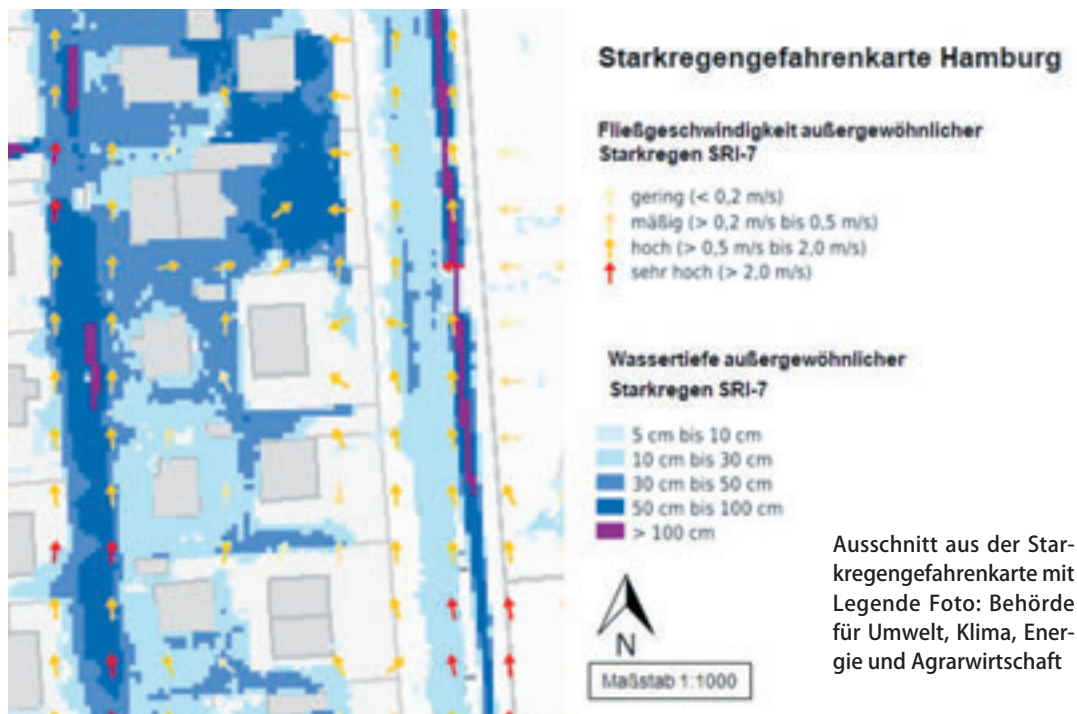 Starkregengefahrenkarte Hamburg
Fließgeschwindigkeit außergewöhnlicher
Starkregen SRI-7
gering (< 0,2 m/s)
mäßig (> 0,2 m/s bis 0,5 m/s)
hoch (> 0,5 m/s bis 2,0 m/s)
sehr hoch (> 2,0 m/s)
Wassertiefe außergewöhnlicher
Starkregen SRI-7
5 cm bis 10 cm
10 cm bis 30 cm
30 cm bis 50 cm
50 cm bis 100 cm
> 100 cm
N
Maßstab 1:1000
Ausschnitt aus der Star-
kregengefahrenkarte mit
Legende Foto: Behörde
für Umwelt, Klima, Ener-
gie und Agrarwirtschaft